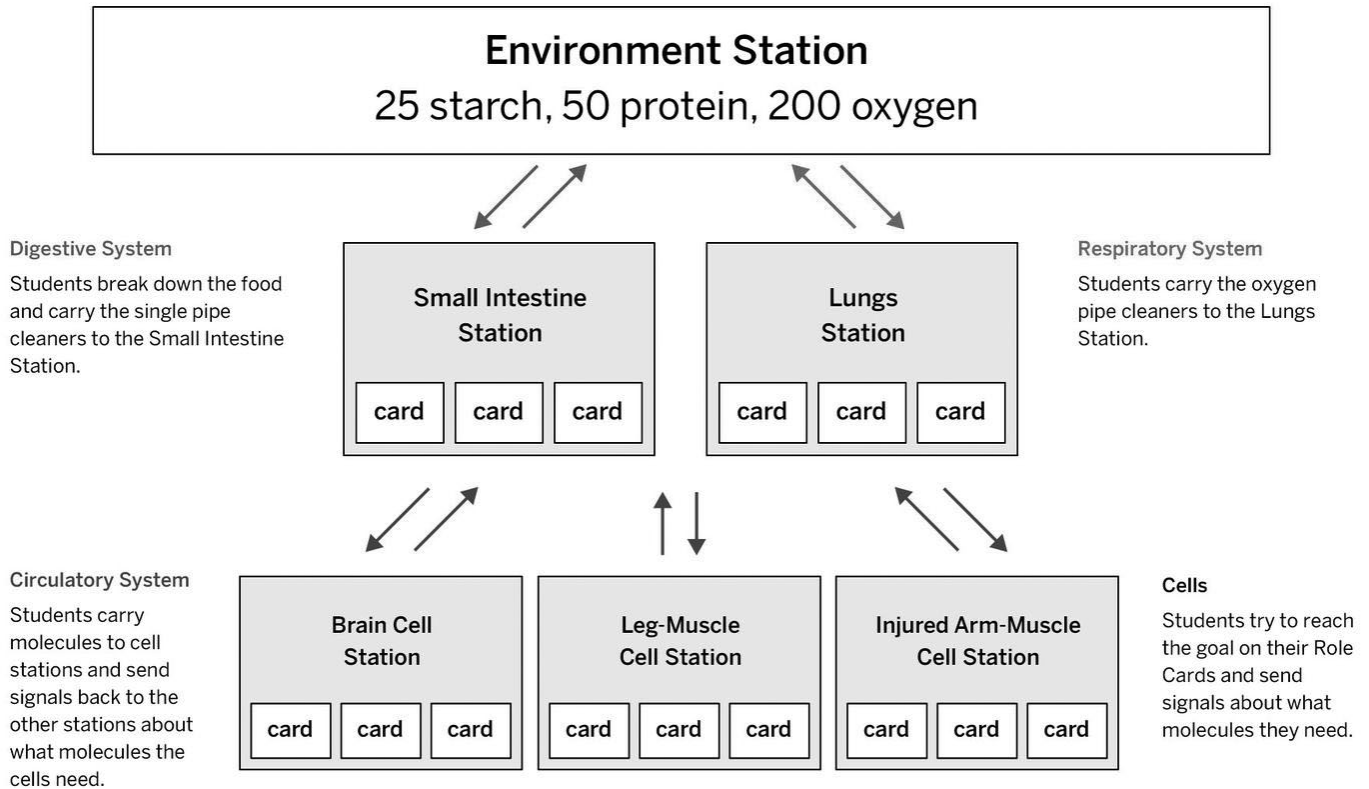 Environment Station
25 starch, 50 protein, 200 oxygen
Digestive System
Students break down the food
and carry the single pipe
cleaners to the Small Intestine
Station.
Small Intestine
Station
card card card
Lungs
Station
card card card
Respiratory System
Students carry the oxygen
pipe cleaners to the Lungs
Station.
Circulatory System
Students carry
molecules to cell
stations and send
signals back to the
other stations about
what molecules the
cells need.
Brain Cell
Station
card card card
Leg-Muscle
Cell Station
card card card
Injured Arm-Muscle
Cell Station
card card card
Cells
Students try to reach
the goal on their Role
Cards and send
signals about what
molecules they need.